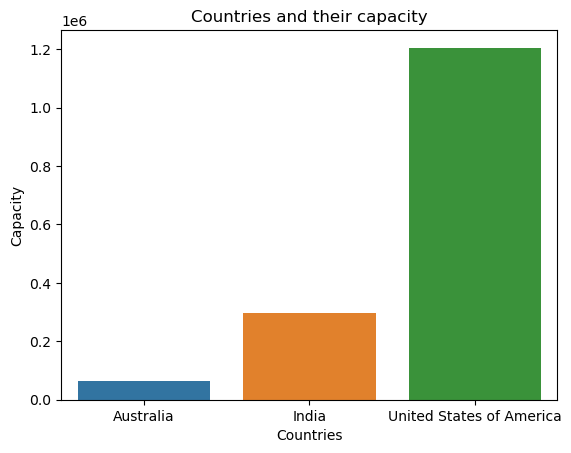 Countries and their capacity
1e6
1.2
1.0
0.8
0.6
0.4
0.2
0.0
Capacity
Australia India United States of America
Countries